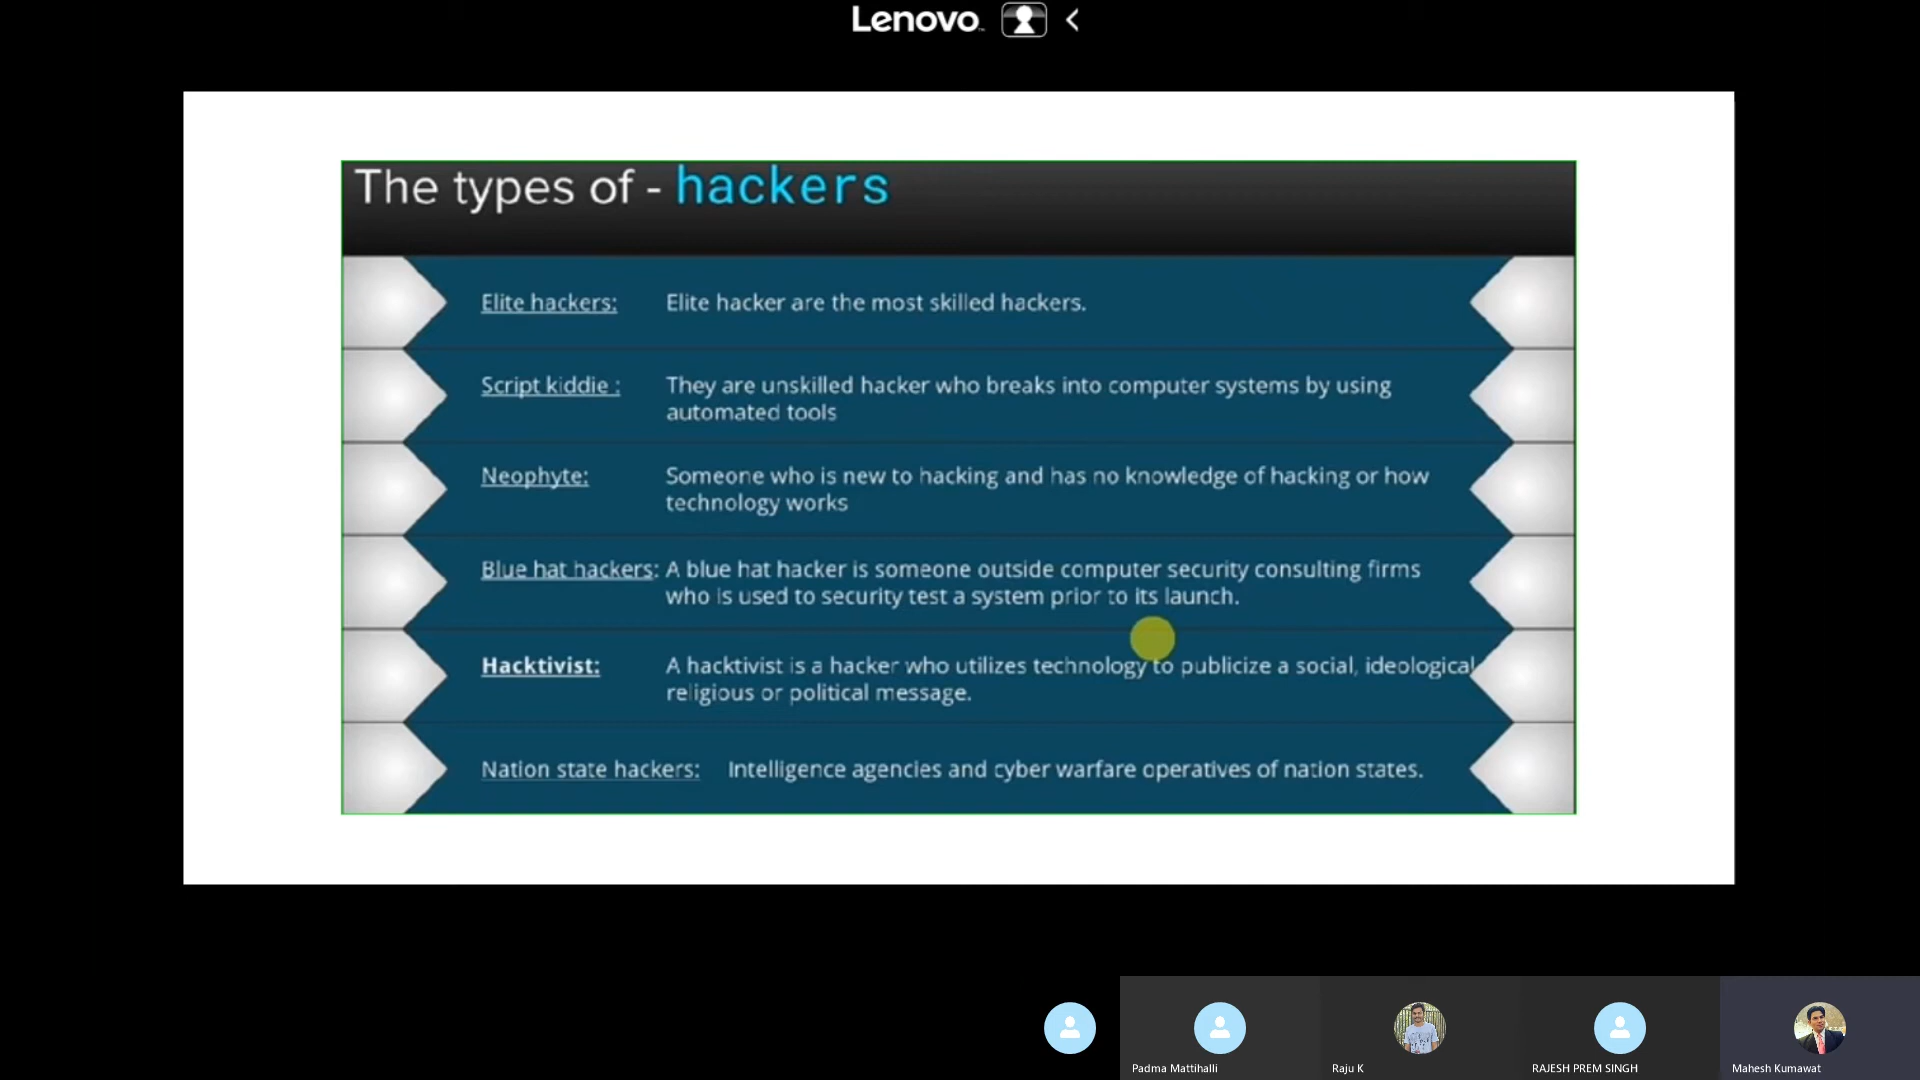 Lenovo
The types of - hackers
Elite hackers: Elite hacker are the most skilled hackers.
Script kiddie : They are unskilled hacker who breaks into computer systems by using
automated tools
Neophyte: Someone who is new to hacking and has no knowledge of hacking or how
technology works
Blue hat hackers: A blue hat hacker is someone outside computer security consulting firms
who is used to security test a system prior to its launch.
Hacktivist: A hacktivist is a hacker who utilizes technology to publicize a social, ideological
religious or political message.
Nation state hackers: Intelligence agencies and cyber warfare operatives of nation states.
Padma Mattihalli
Raju K
RAJESH PREM SINGH
Mahesh Kumawat